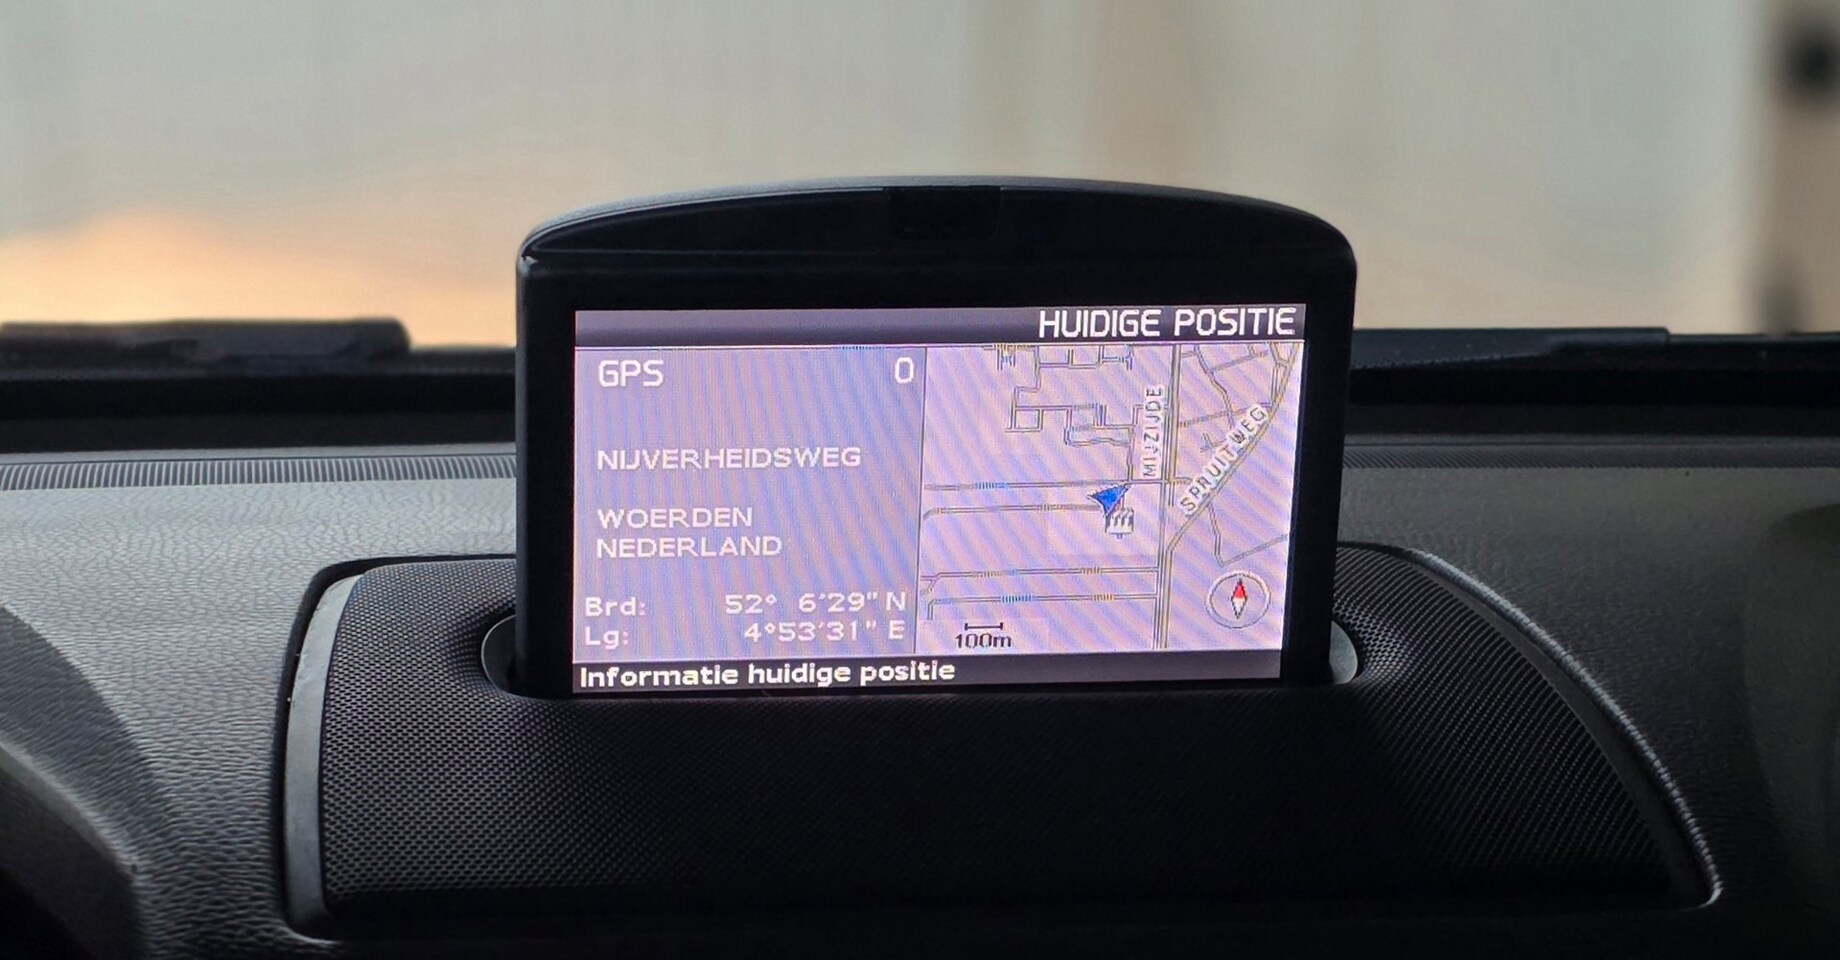 HUIDIGE POSITIE
GPS 0
NIJVERHEIDSWEG
WOERDEN
NEDERLAND
Brd: 52° 6'29" N
Lg: 4°53'31" E
MIJZIJDE
SPRUITWEG
100m
Informatie huidige positie